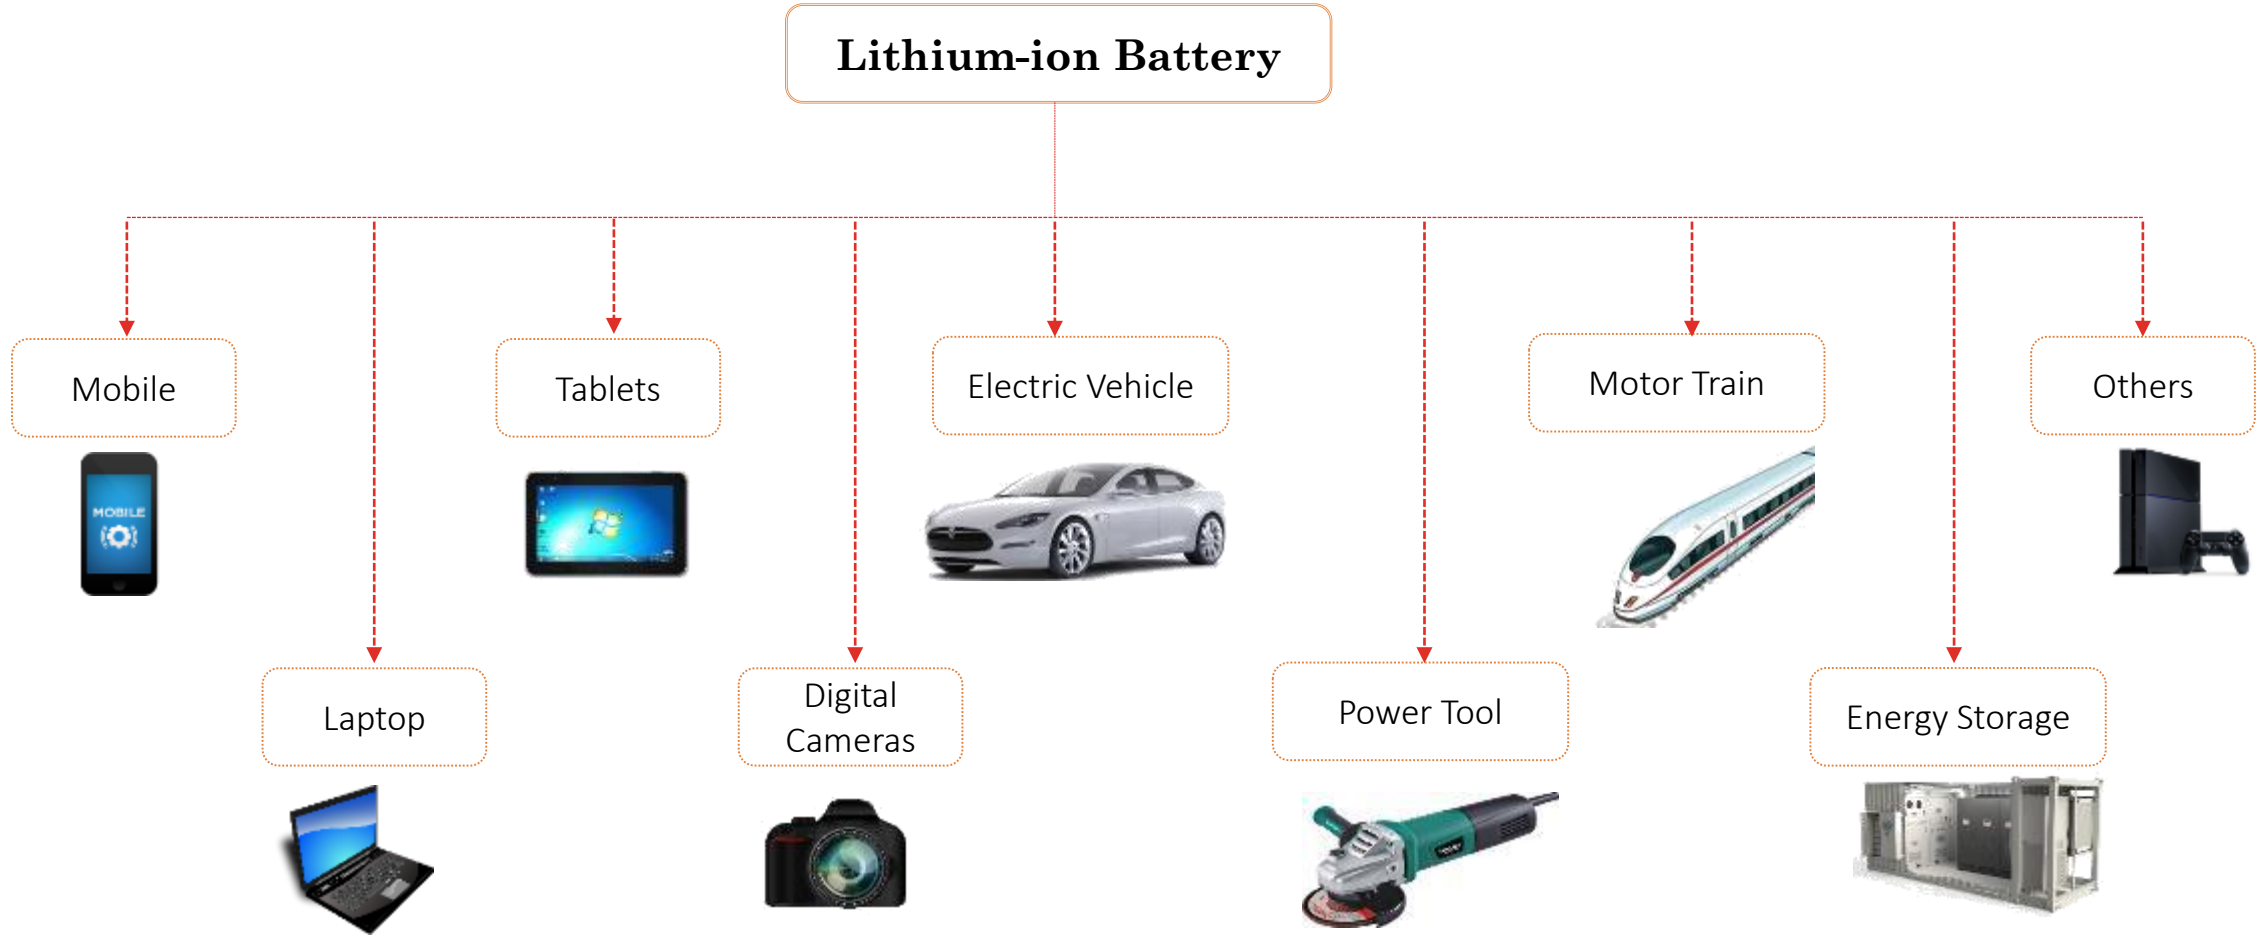 Lithium-ion Battery
Mobile
Tablets
Electric Vehicle
Motor Train
Others
MOBILE
Laptop
Digital
Cameras
Power Tool
Energy Storage